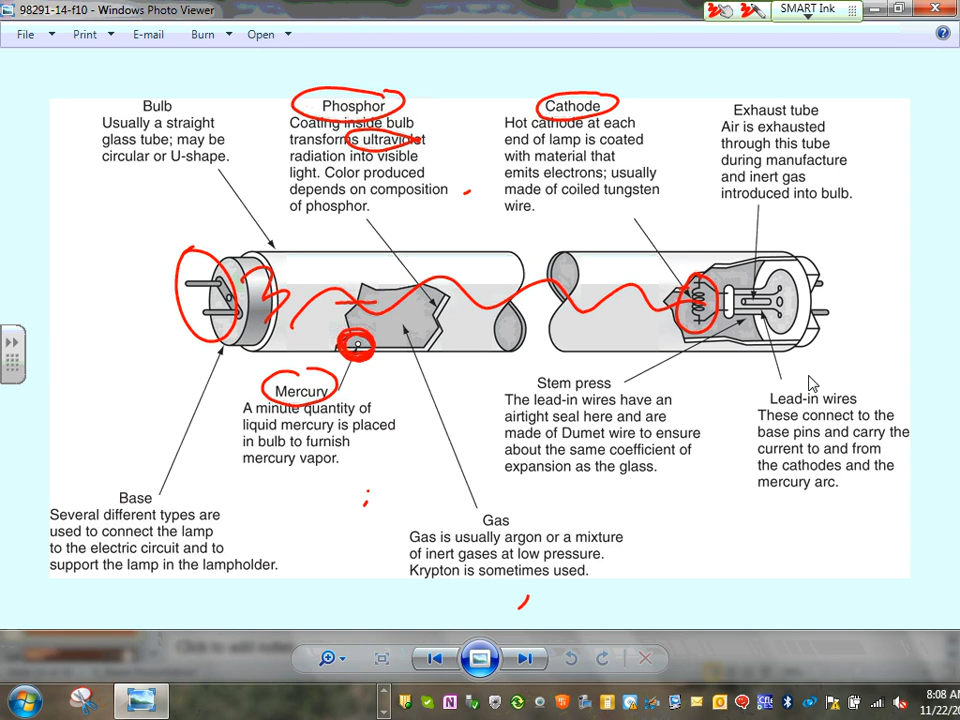 98291-14-f10 - Windows Photo Viewer
SMART Ink
File Print E-mail Burn Open
Bulb
Usually a straight
glass tube; may be
circular or U-shape.
Phosphor
Coating inside bulb
transforms ultraviolet
radiation into visible
light. Color produced
depends on composition
of phosphor.
Cathode
Hot cathode at each
end of lamp is coated
with material that
emits electrons; usually
made of coiled tungsten
wire.
Exhaust tube
Air is exhausted
through this tube
during manufacture
and inert gas
introduced into bulb.
Mercury
A minute quantity of
liquid mercury is placed
in bulb to furnish
mercury vapor.
Stem press
The lead-in wires have an
airtight seal here and are
made of Dumet wire to ensure
about the same coefficient of
expansion as the glass.
Lead-in wires
These connect to the
base pins and carry the
current to and from
the cathodes and the
mercury arc.
Base
Several different types are
used to connect the lamp
to the electric circuit and to
support the lamp in the lampholder.
Gas
Gas is usually argon or a mixture
of inert gases at low pressure.
Krypton is sometimes used.
Click to add notes
8:08 AM
11/22/20